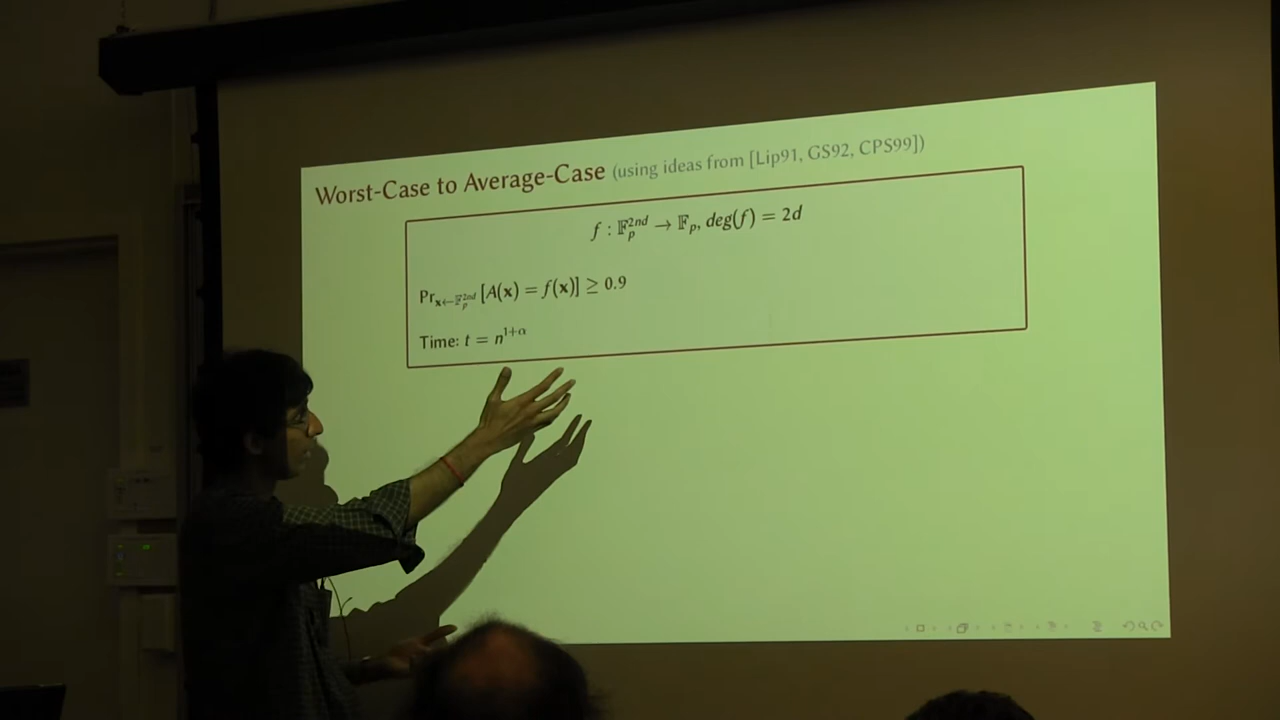 Worst-Case to Average-Case (using ideas from [Lip91, GS92, CPS99])
f : 𝔽_p^{2nd} → 𝔽_p, deg(f) = 2d
Pr_{x←𝔽_p^{2nd}} [A(x) = f(x)] ≥ 0.9
Time: t = n^{1+α}